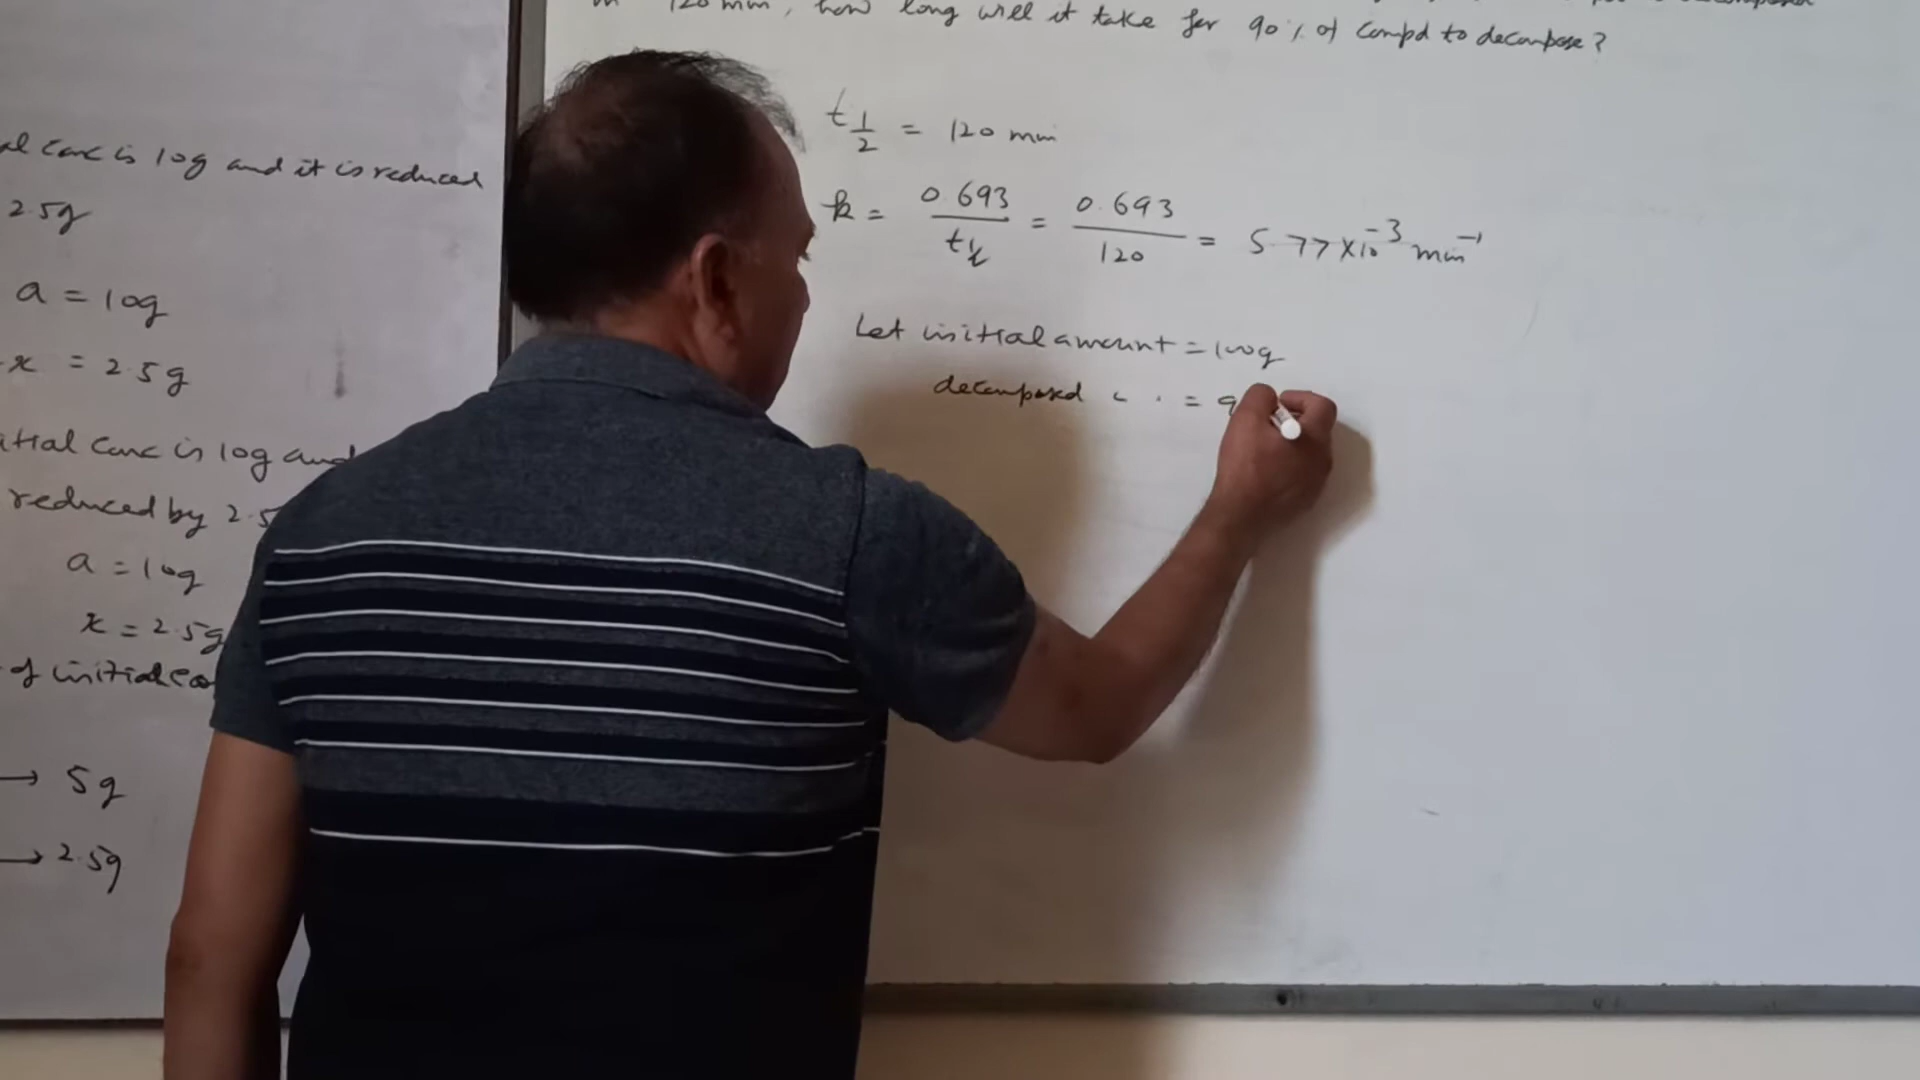 conc is 10g and it is reduced
2.5g
a = 10g
x = 2.5g
itial conc is 10g and
reduced by 2.5
a = 10g
x = 2.5g
of initial co
→ 5g
→ 2.5g
120 min, how long will it take for 90% of Compd to decompose?
t1/2 = 120 min
k = 0.693/t1/2 = 0.693/120 = 5.77×10⁻³ min⁻¹
Let initial amount = 100g
decomposed " " = 9